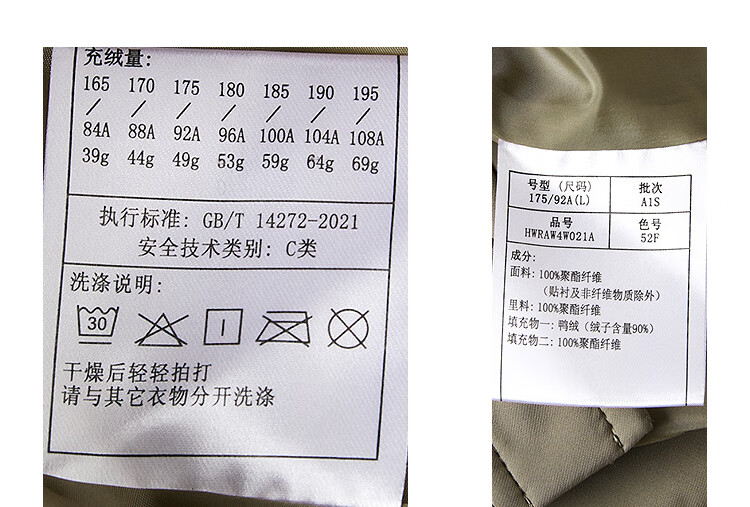 充绒量:
165 170 175 180 185 190 195
/ / / / / / /
84A 88A 92A 96A 100A 104A 108A
39g 44g 49g 53g 59g 64g 69g
执行标准: GB/T 14272-2021
安全技术类别: C类
洗涤说明:
30
干燥后轻轻拍打
请与其它衣物分开洗涤
号型 (尺码) 批次
175/92A(L) A1S
品号 色号
HWRAW4W021A 52F
成分:
面料: 100%聚酯纤维
(贴衬及非纤维物质除外)
里料: 100%聚酯纤维
填充物一: 鸭绒 (绒子含量90%)
填充物二: 100%聚酯纤维